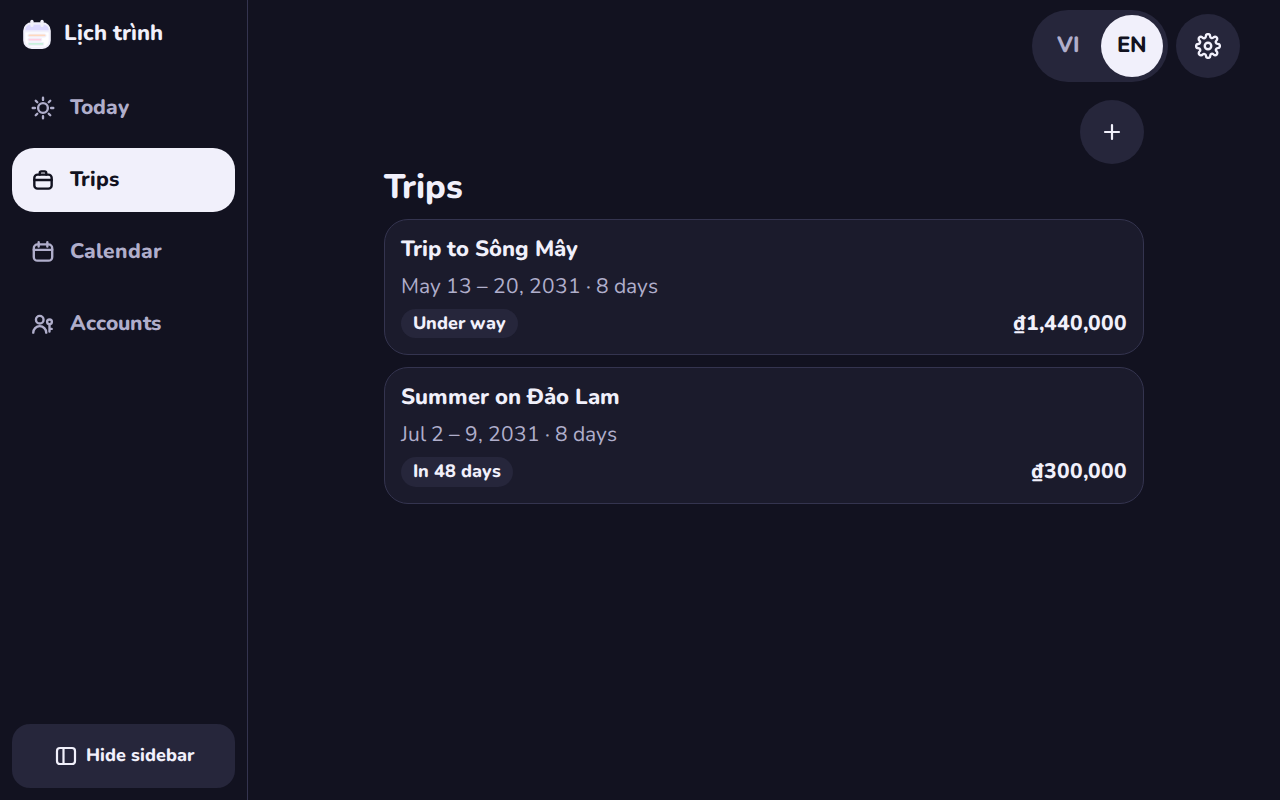 Lịch trình
VI
EN
Today
Trips
Calendar
Accounts
Trips
Trip to Sông Mây
May 13 – 20, 2031 · 8 days
Under way
₫1,440,000
Summer on Đảo Lam
Jul 2 – 9, 2031 · 8 days
In 48 days
₫300,000
Hide sidebar